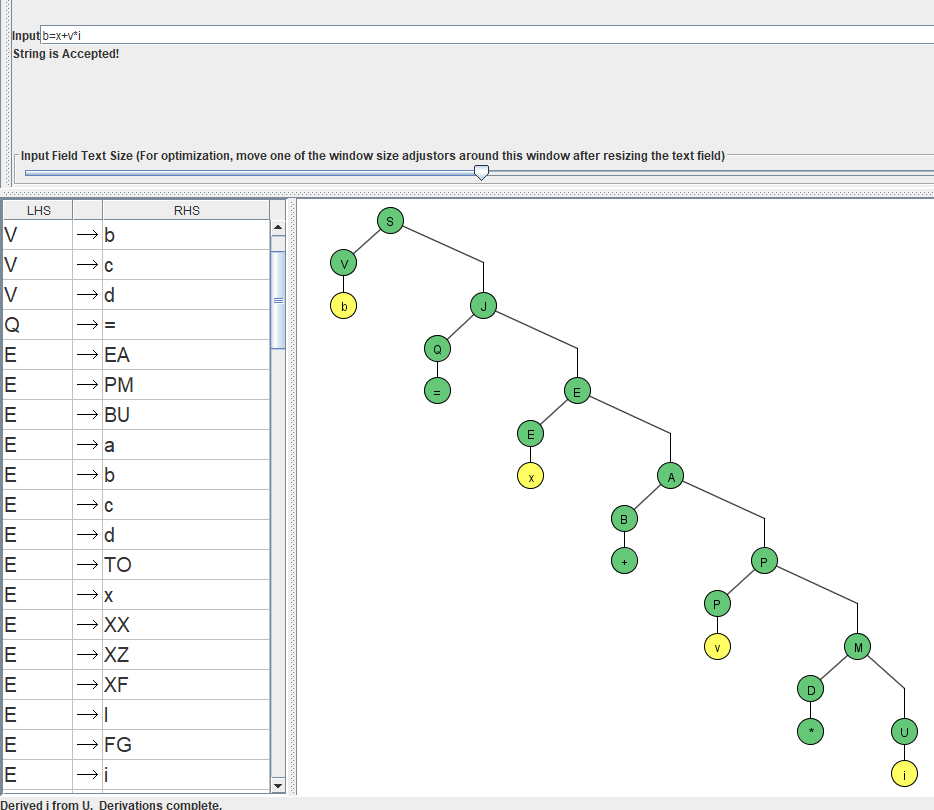 Input b=x+v*i
String is Accepted!
Input Field Text Size (For optimization, move one of the window size adjustors around this window after resizing the text field)
LHS RHS
V → b
V → c
V → d
Q → =
E → EA
E → PM
E → BU
E → a
E → b
E → c
E → d
E → TO
E → x
E → XX
E → XZ
E → XF
E → I
E → FG
E → i
S
V
b
J
Q
=
E
E
x
A
B
+
P
P
v
M
D
*
U
i
Derived i from U. Derivations complete.